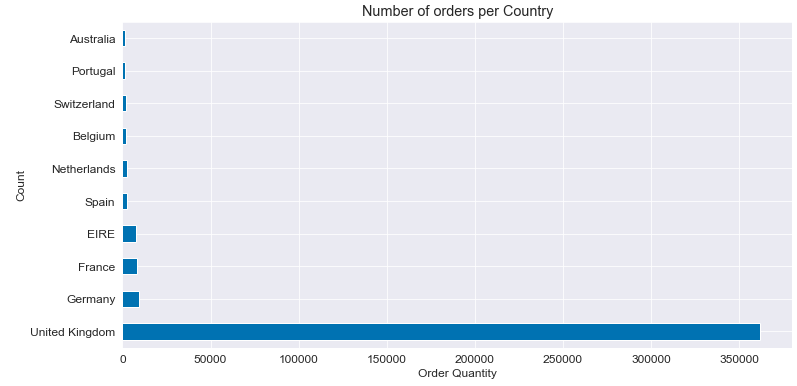 Number of orders per Country
Count
Australia
Portugal
Switzerland
Belgium
Netherlands
Spain
EIRE
France
Germany
United Kingdom
0 50000 100000 150000 200000 250000 300000 350000
Order Quantity